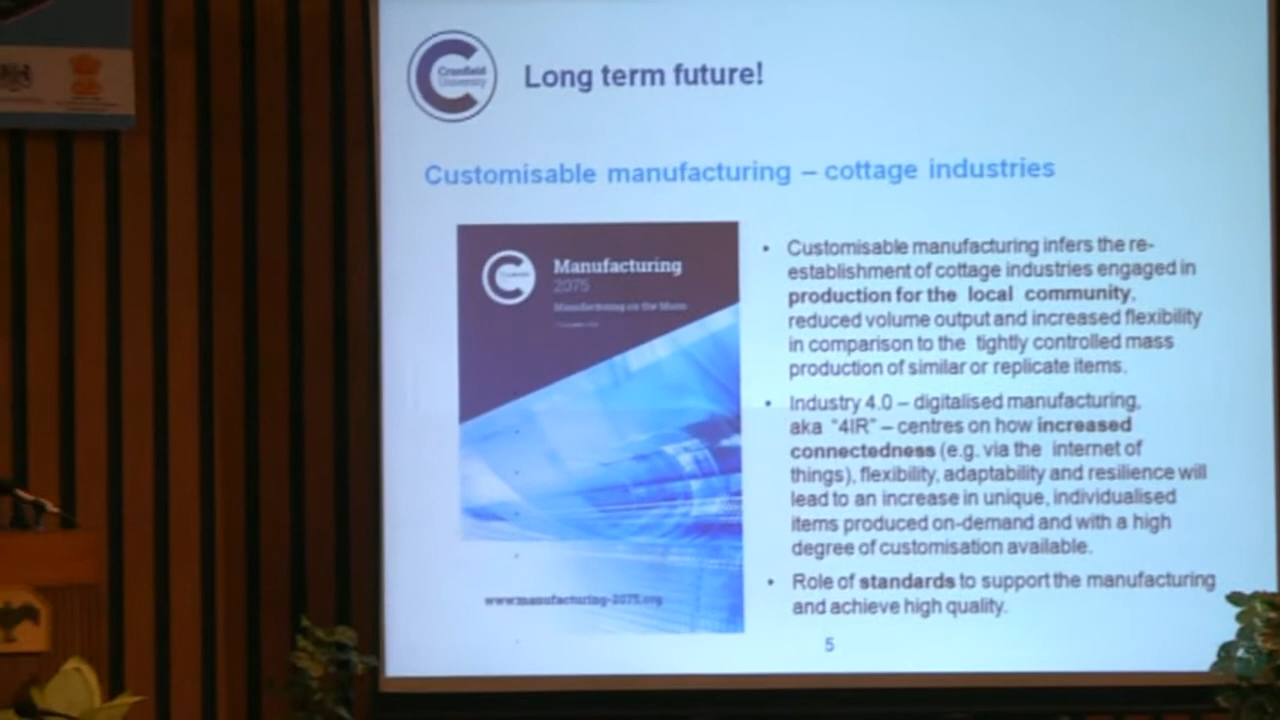 Cranfield
University
Long term future!
Customisable manufacturing – cottage industries
Manufacturing
2075
Manufacturing on the Move
www.manufacturing-2075.org
• Customisable manufacturing infers the re-
establishment of cottage industries engaged in
production for the local community,
reduced volume output and increased flexibility
in comparison to the tightly controlled mass
production of similar or replicate items.
• Industry 4.0 – digitalised manufacturing,
aka "4IR" – centres on how increased
connectedness (e.g. via the internet of
things), flexibility, adaptability and resilience will
lead to an increase in unique, individualised
items produced on-demand and with a high
degree of customisation available.
• Role of standards to support the manufacturing
and achieve high quality.
5